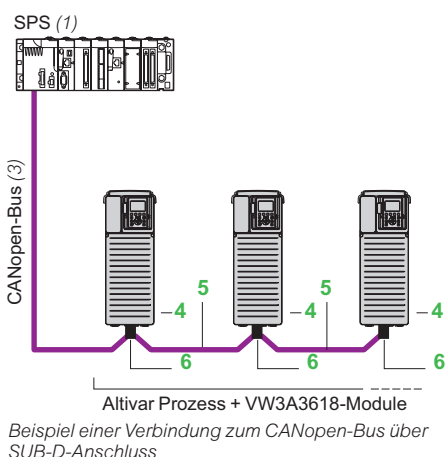 SPS (1)
CANopen-Bus (3)
5
5
4
4
4
6
6
6
Altivar Prozess + VW3A3618-Module
Beispiel einer Verbindung zum CANopen-Bus über
SUB-D-Anschluss